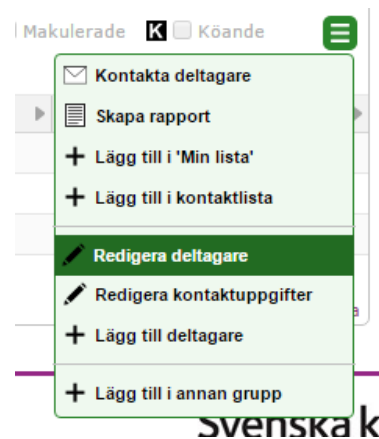 Makulerade K Köande
Kontakta deltagare
Skapa rapport
Lägg till i 'Min lista'
Lägg till i kontaktlista
Redigera deltagare
Redigera kontaktuppgifter
Lägg till deltagare
Lägg till i annan grupp
Svenska k